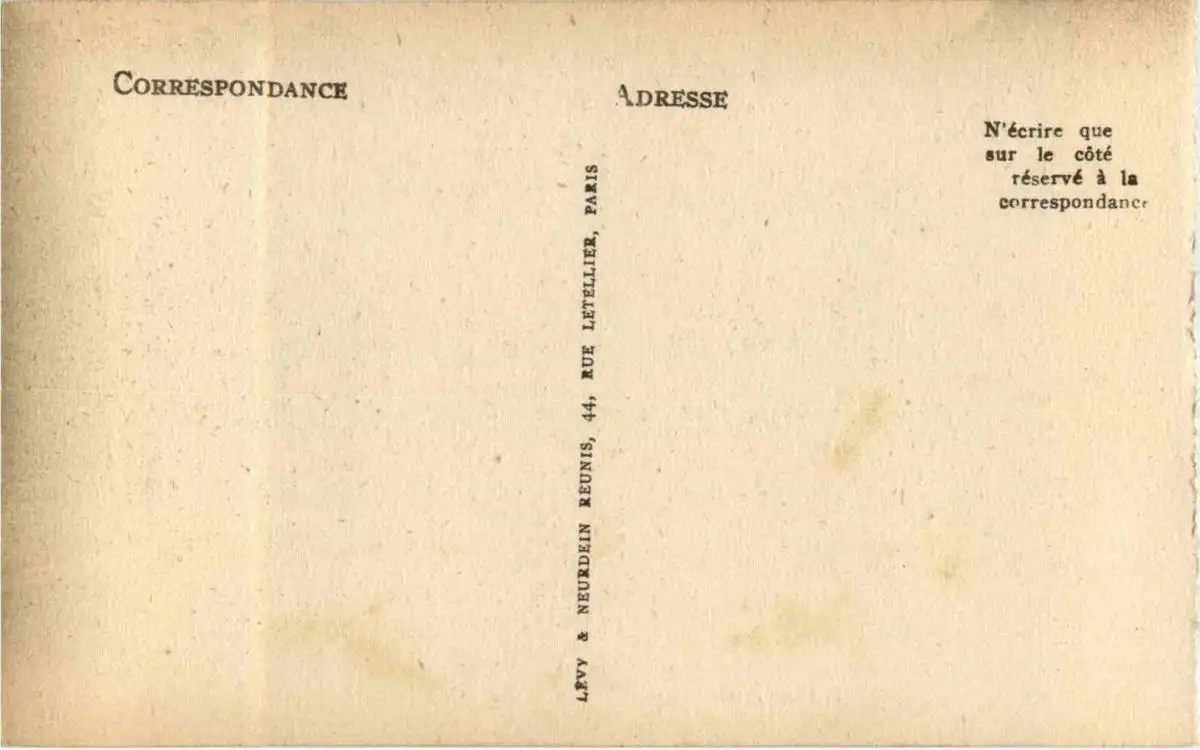 CORRESPONDANCE
ADRESSE
N'écrire que
sur le côté
réservé à la
correspondance
LÉVY & NEURDEIN RÉUNIS, 44, RUE LETELLIER, PARIS